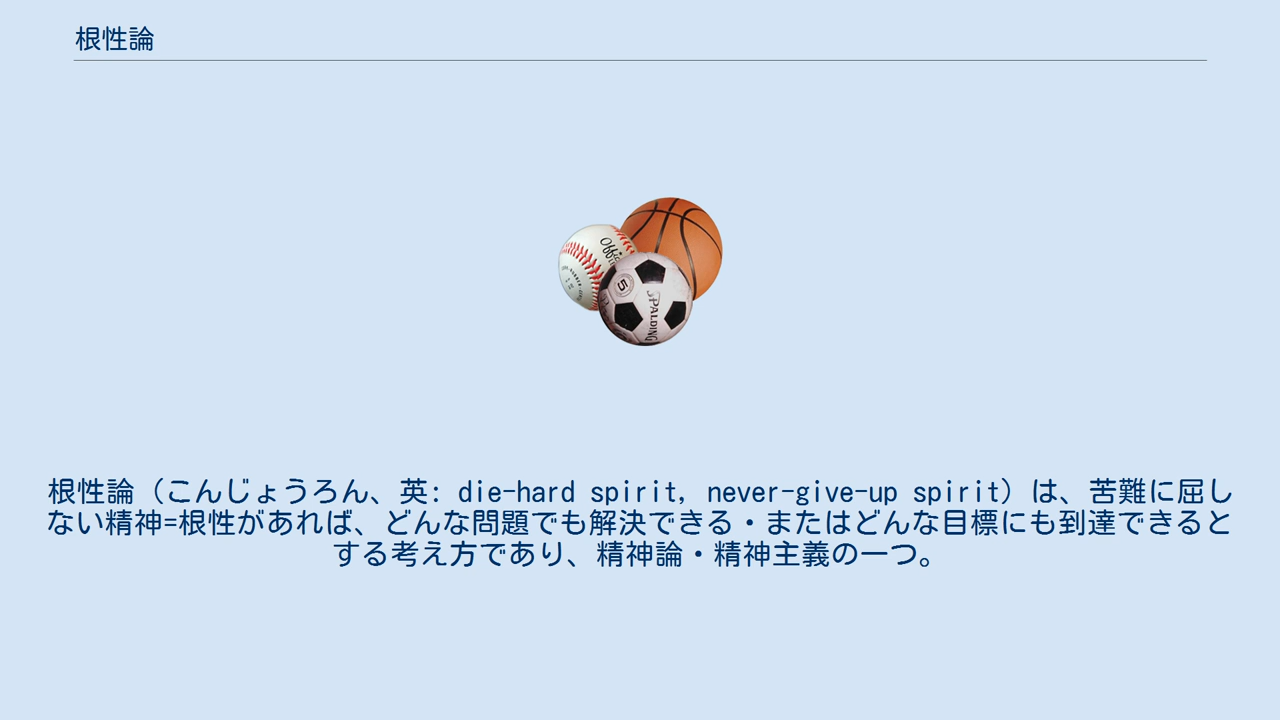 根性論
Offic
5
SPALDING
根性論（こんじょうろん、英: die-hard spirit, never-give-up spirit）は、苦難に屈し
ない精神=根性があれば、どんな問題でも解決できる・またはどんな目標にも到達できると
する考え方であり、精神論・精神主義の一つ。